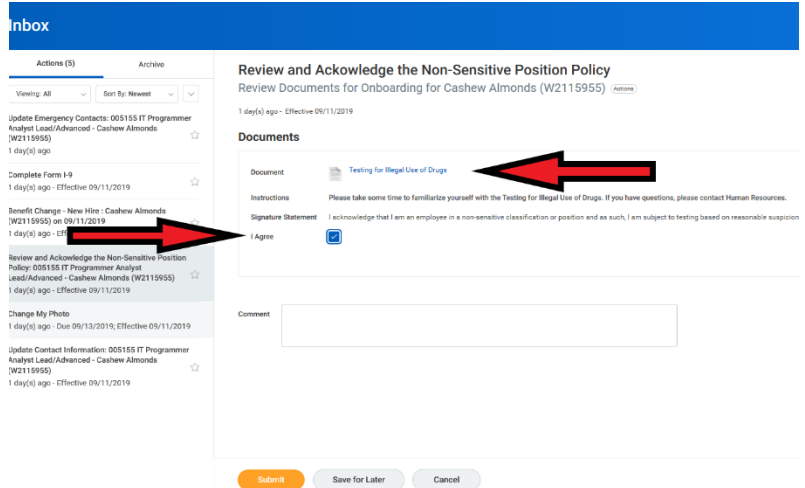 Inbox
Actions (5)
Archive
Viewing: All
Sort By: Newest
Update Emergency Contacts: 005155 IT Programmer
Analyst Lead/Advanced - Cashew Almonds
(W2115955)
1 day(s) ago
Complete Form I-9
1 day(s) ago - Effective 09/11/2019
Benefit Change - New Hire : Cashew Almonds
(W2115955) on 09/11/2019
1 day(s) ago - Eff
Review and Ackowledge the Non-Sensitive Position
Policy: 005155 IT Programmer Analyst
Lead/Advanced - Cashew Almonds (W2115955)
1 day(s) ago - Effective 09/11/2019
Change My Photo
1 day(s) ago - Due 09/13/2019; Effective 09/11/2019
Update Contact Information: 005155 IT Programmer
Analyst Lead/Advanced - Cashew Almonds
(W2115955)
1 day(s) ago - Effective 09/11/2019
Review and Ackowledge the Non-Sensitive Position Policy
Review Documents for Onboarding for Cashew Almonds (W2115955) Actions
1 day(s) ago - Effective 09/11/2019
Documents
Document Testing for Illegal Use of Drugs
Instructions Please take some time to familiarize yourself with the Testing for Illegal Use of Drugs. If you have questions, please contact Human Resources.
Signature Statement I acknowledge that I am an employee in a non-sensitive classification or position and as such, I am subject to testing based on reasonable suspicion
I Agree
Comment
Submit
Save for Later
Cancel